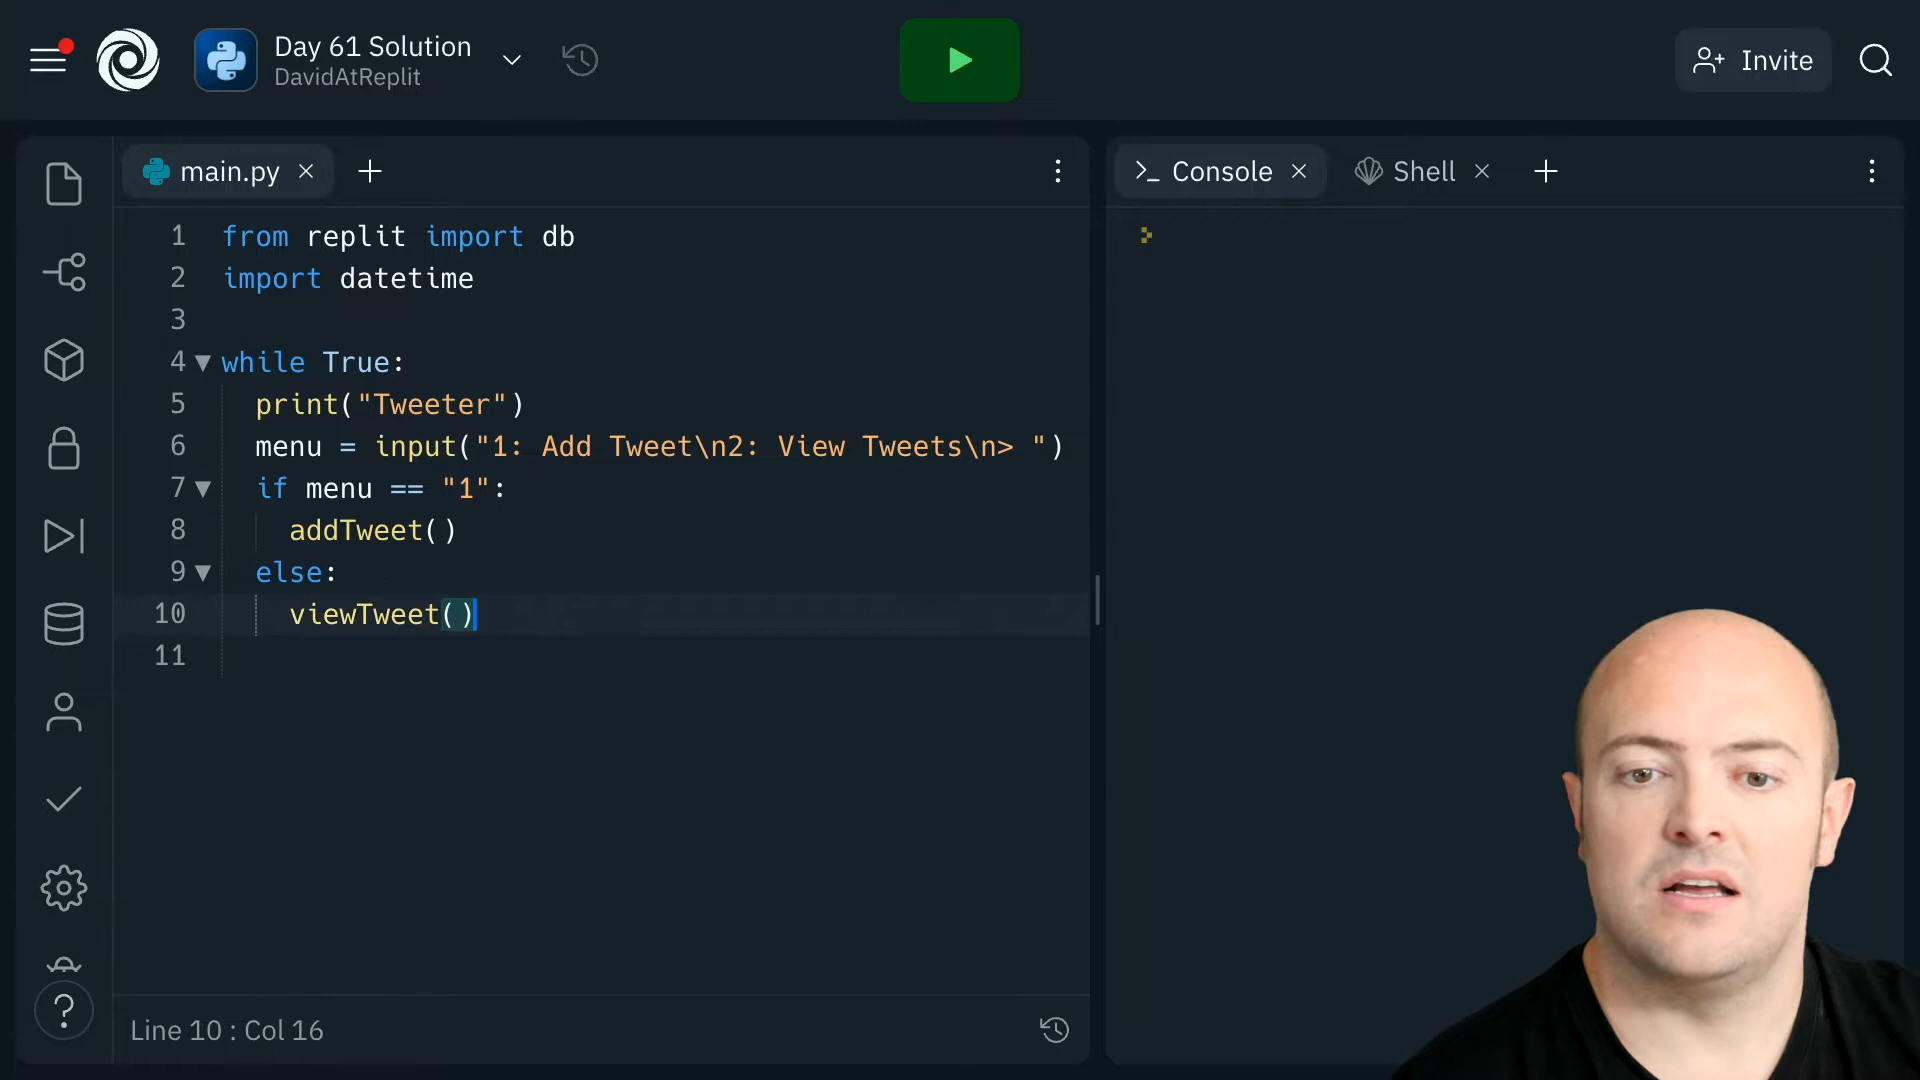 Day 61 Solution
DavidAtReplit
Invite
main.py
Console
Shell
1 from replit import db
2 import datetime
3
4 while True:
5 print("Tweeter")
6 menu = input("1: Add Tweet\n2: View Tweets\n> ")
7 if menu == "1":
8 addTweet()
9 else:
10 viewTweet()
11
?
Line 10 : Col 16